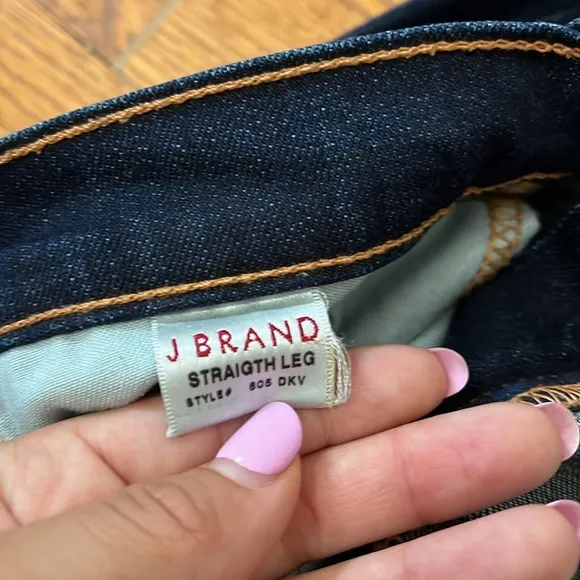 J BRAND
STRAIGTH LEG
STYLE# 805 DKV